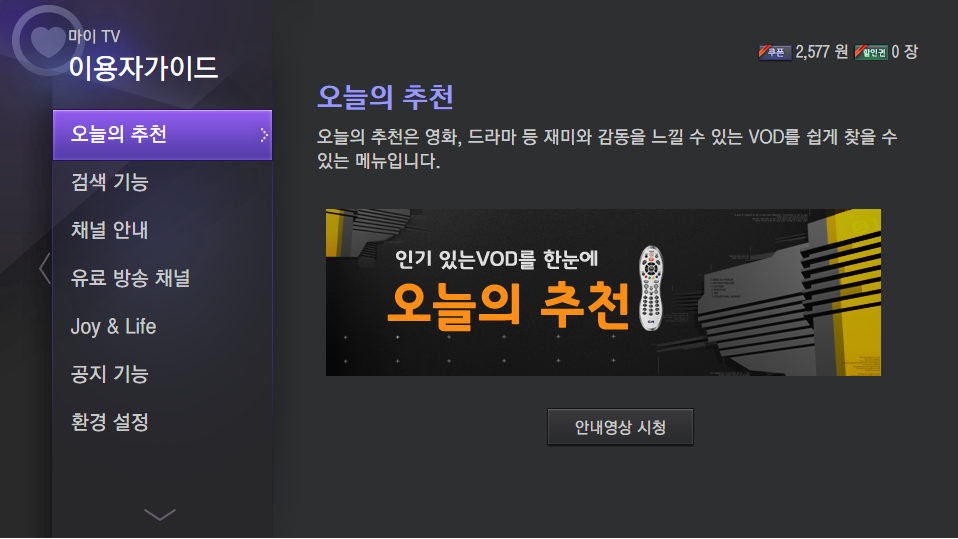 마이 TV
이용자가이드
쿠폰 2,577 원 할인권 0 장
오늘의 추천
검색 기능
채널 안내
유료 방송 채널
Joy & Life
공지 기능
환경 설정
오늘의 추천
오늘의 추천은 영화, 드라마 등 재미와 감동을 느낄 수 있는 VOD를 쉽게 찾을 수
있는 메뉴입니다.
인기 있는VOD를 한눈에
오늘의 추천
안내영상 시청